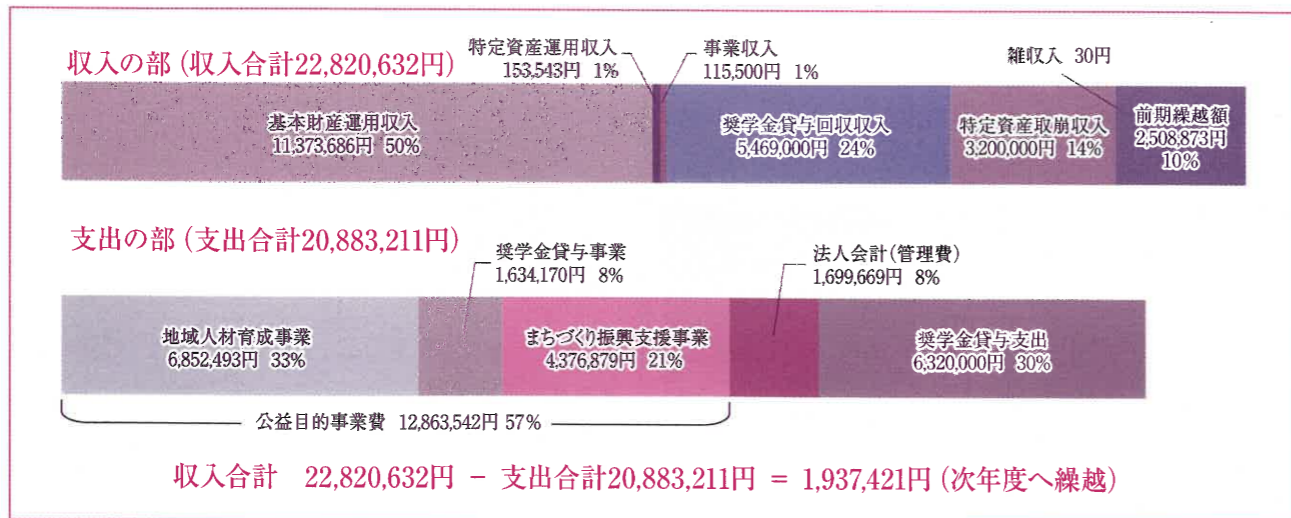 収入の部（収入合計22,820,632円）
特定資産運用収入
153,543円 1%
事業収入
115,500円 1%
雑収入 30円
基本財産運用収入
11,373,686円 50%
奨学金貸与回収収入
5,469,000円 24%
特定資産取崩収入
3,200,000円 14%
前期繰越額
2,508,873円
10%
支出の部（支出合計20,883,211円）
奨学金貸与事業
1,634,170円 8%
法人会計(管理費)
1,699,669円 8%
地域人材育成事業
6,852,493円 33%
まちづくり振興支援事業
4,376,879円 21%
奨学金貸与支出
6,320,000円 30%
公益目的事業費 12,863,542円 57%
収入合計 22,820,632円 − 支出合計20,883,211円 = 1,937,421円（次年度へ繰越）